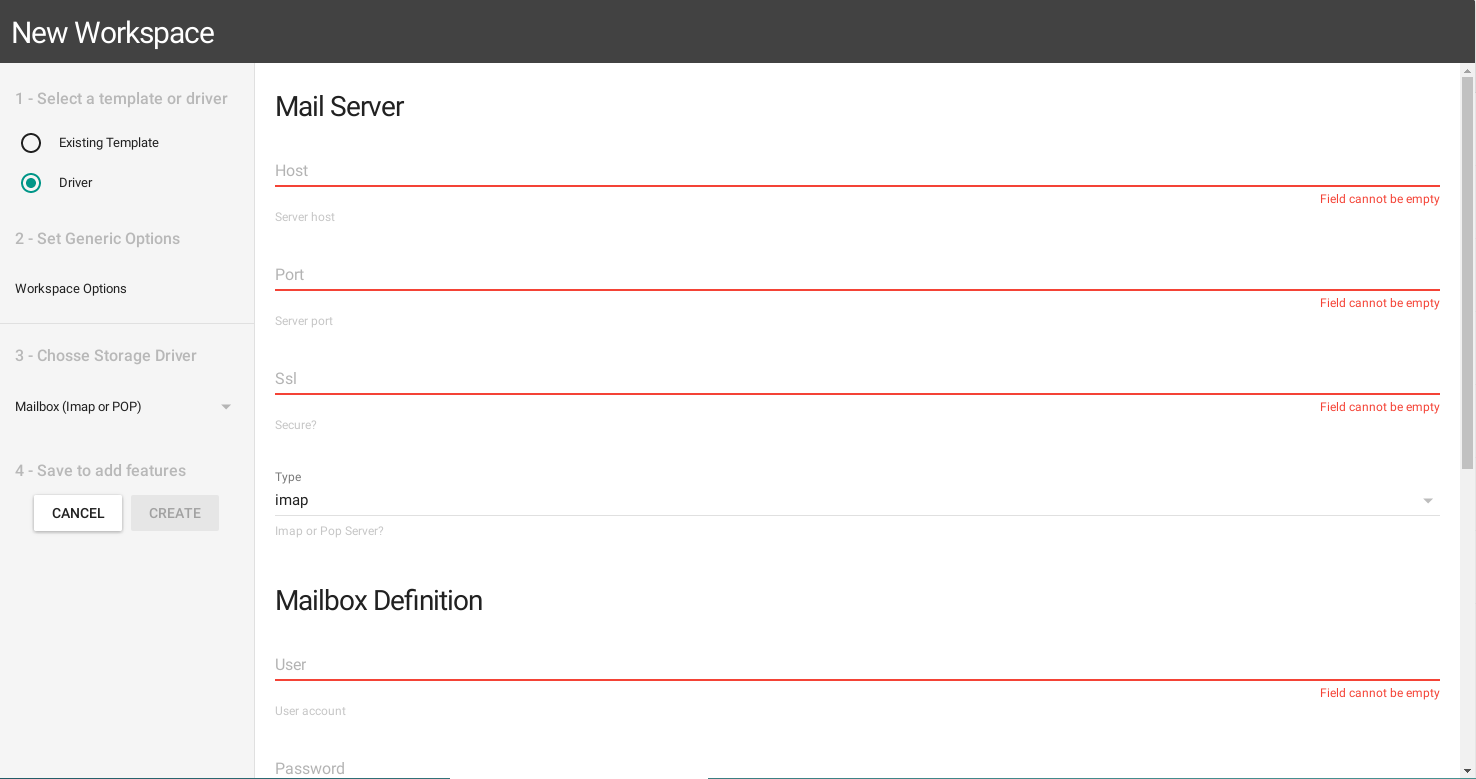 New Workspace
1 - Select a template or driver
Existing Template
Driver
2 - Set Generic Options
Workspace Options
3 - Chosse Storage Driver
Mailbox (Imap or POP)
4 - Save to add features
CANCEL CREATE
Mail Server
Host
Field cannot be empty
Server host
Port
Field cannot be empty
Server port
Ssl
Field cannot be empty
Secure?
Type
imap
Imap or Pop Server?
Mailbox Definition
User
Field cannot be empty
User account
Password